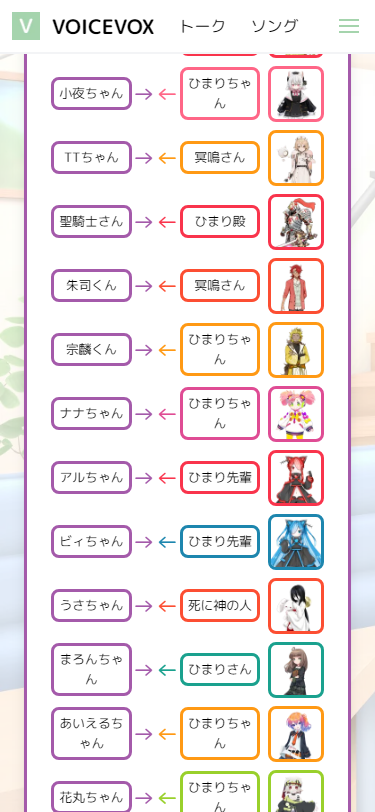 V VOICEVOX トーク ソング
小夜ちゃん ひまりちゃ
ん
TTちゃん 冥鳴さん
聖騎士さん ひまり殿
朱司くん 冥鳴さん
宗麟くん ひまりちゃ
ん
ナナちゃん ひまりちゃ
ん
アルちゃん ひまり先輩
ビィちゃん ひまり先輩
うさちゃん 死に神の人
まろんちゃ
ん ひまりさん
あいえるち
ゃん ひまりちゃ
ん
花丸ちゃん ひまりちゃ
ん